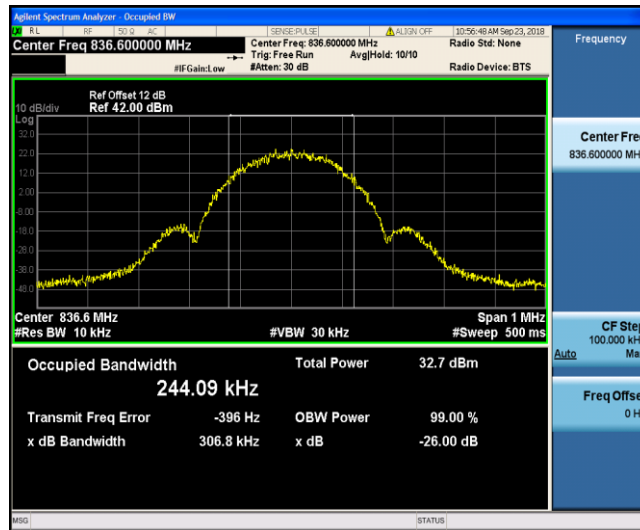 Agilent Spectrum Analyzer - Occupied BW
RL RF 50 Ω AC SENSE:PULSE ALIGN OFF 10:56:48 AM Sep 23, 2018
Center Freq 836.600000 MHz Center Freq: 836.600000 MHz Radio Std: None
Trig: Free Run Avg|Hold: 10/10
#IFGain:Low #Atten: 30 dB Radio Device: BTS
Ref Offset 12 dB
10 dB/div Ref 42.00 dBm
Log
32.0
22.0
12.0
2.00
-8.00
-18.0
-28.0
-38.0
-48.0
Center 836.6 MHz Span 1 MHz
#Res BW 10 kHz #VBW 30 kHz #Sweep 500 ms
Occupied Bandwidth Total Power 32.7 dBm
244.09 kHz
Transmit Freq Error -396 Hz OBW Power 99.00 %
x dB Bandwidth 306.8 kHz x dB -26.00 dB
MSG STATUS
Frequency
Center Fre
836.600000 MH
CF Step
100.000 kH
Auto Ma
Freq Offse
0 H